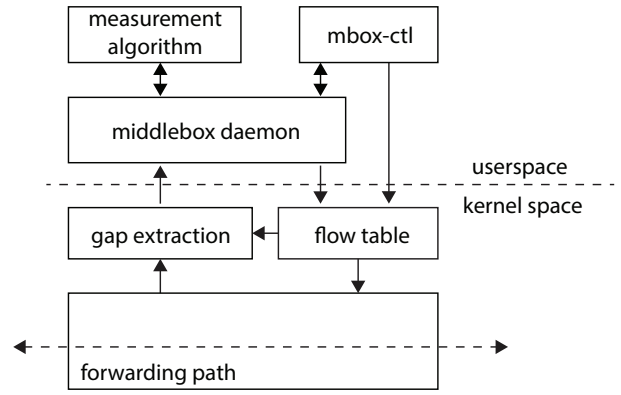 measurement
algorithm
mbox-ctl
middlebox daemon
userspace
kernel space
gap extraction
flow table
forwarding path